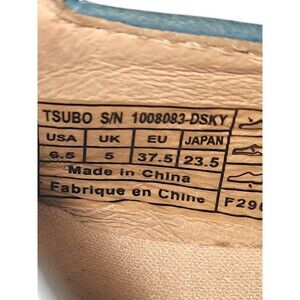 TSUBO S/N 1008083-DSKY
USA UK EU JAPAN
6.5 5 37.5 23.5
Made in China
Fabrique en Chine